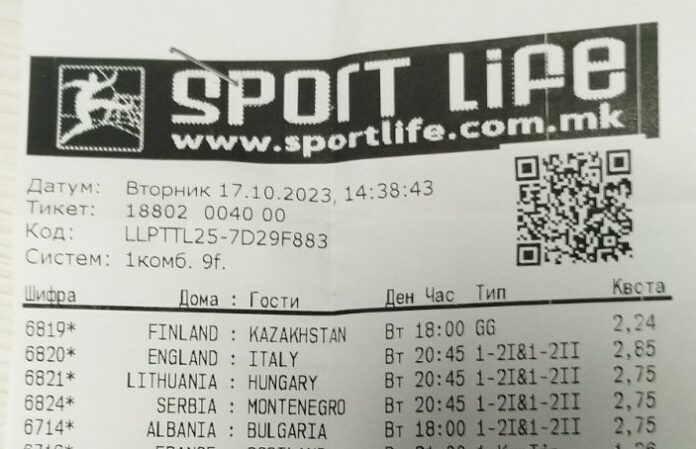 SPORT LIFE
www.sportlife.com.mk
Датум: Вторник 17.10.2023, 14:38:43
Тикет: 18802 0040 00
Код: LLPTTL25-7D29F883
Систем: 1комб. 9f.
Шифра Дома : Гости Ден Час Тип Квота
6819* FINLAND : KAZAKHSTAN Вт 18:00 GG 2,24
6820* ENGLAND : ITALY Вт 20:45 1-2I&1-2II 2,85
6821* LITHUANIA : HUNGARY Вт 20:45 1-2I&1-2II 2,75
6824* SERBIA : MONTENEGRO Вт 20:45 1-2I&1-2II 2,75
6714* ALBANIA : BULGARIA Вт 18:00 1-2I&1-2II 2,75